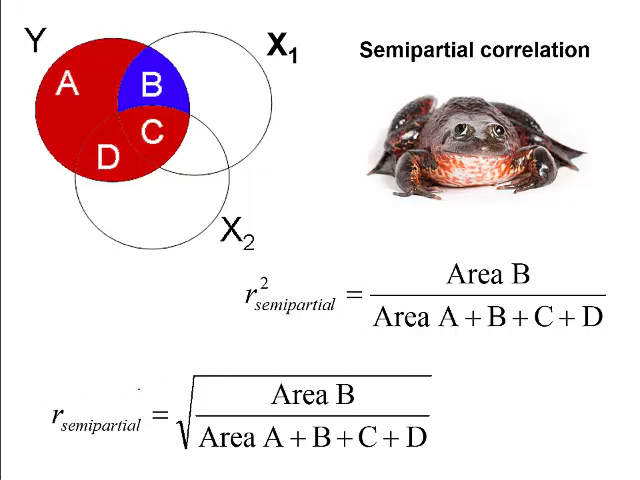 Y
X₁
Semipartial correlation
A
B
C
D
X₂
r²semipartial = Area B / Area A + B + C + D
rsemipartial = √ Area B / Area A + B + C + D